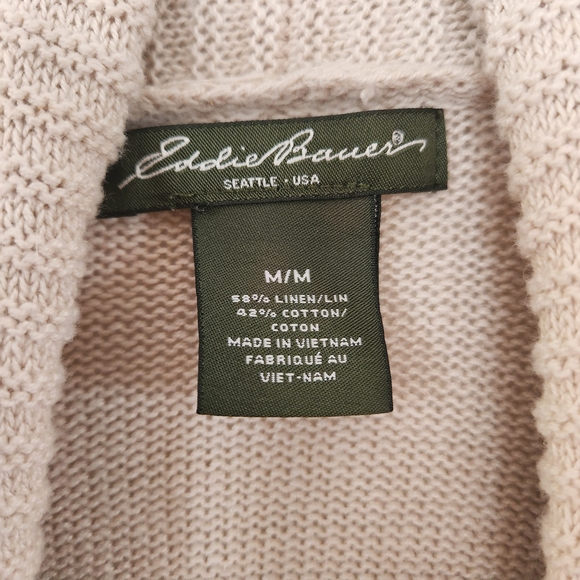 Eddie Bauer®
SEATTLE · USA
M/M
58% LINEN/LIN
42% COTTON/
COTON
MADE IN VIETNAM
FABRIQUÉ AU
VIET-NAM